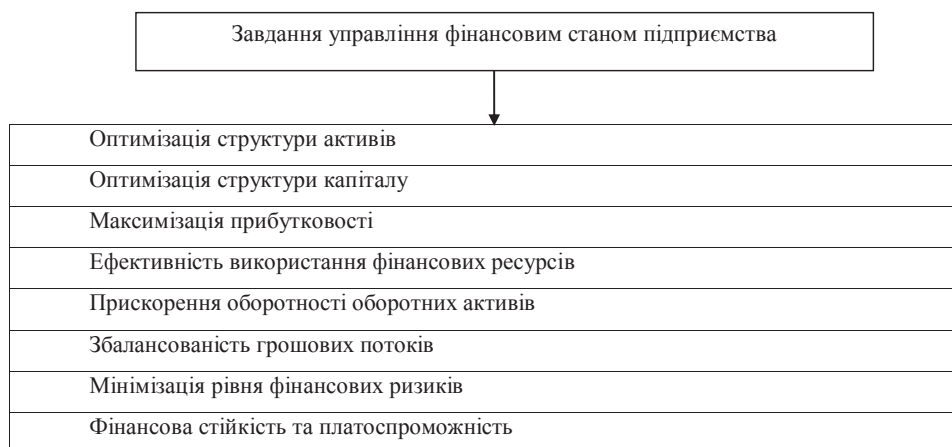 Завдання управління фінансовим станом підприємства
Оптимізація структури активів
Оптимізація структури капіталу
Максимізація прибутковості
Ефективність використання фінансових ресурсів
Прискорення оборотності оборотних активів
Збалансованість грошових потоків
Мінімізація рівня фінансових ризиків
Фінансова стійкість та платоспроможність